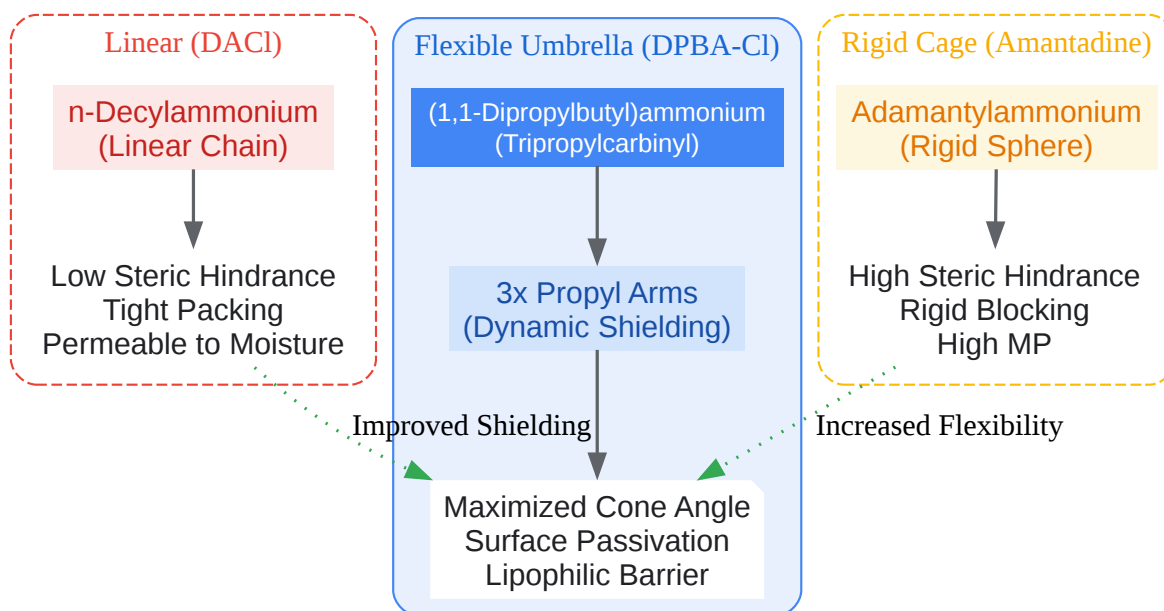 Linear (DACl)
n-Decylammonium
(Linear Chain)
Low Steric Hindrance
Tight Packing
Permeable to Moisture
Flexible Umbrella (DPBA-Cl)
(1,1-Dipropylbutyl)ammonium
(Tripropylcarbinyl)
3x Propyl Arms
(Dynamic Shielding)
Rigid Cage (Amantadine)
Adamantylammonium
(Rigid Sphere)
High Steric Hindrance
Rigid Blocking
High MP
Improved Shielding
Increased Flexibility
Maximized Cone Angle
Surface Passivation
Lipophilic Barrier